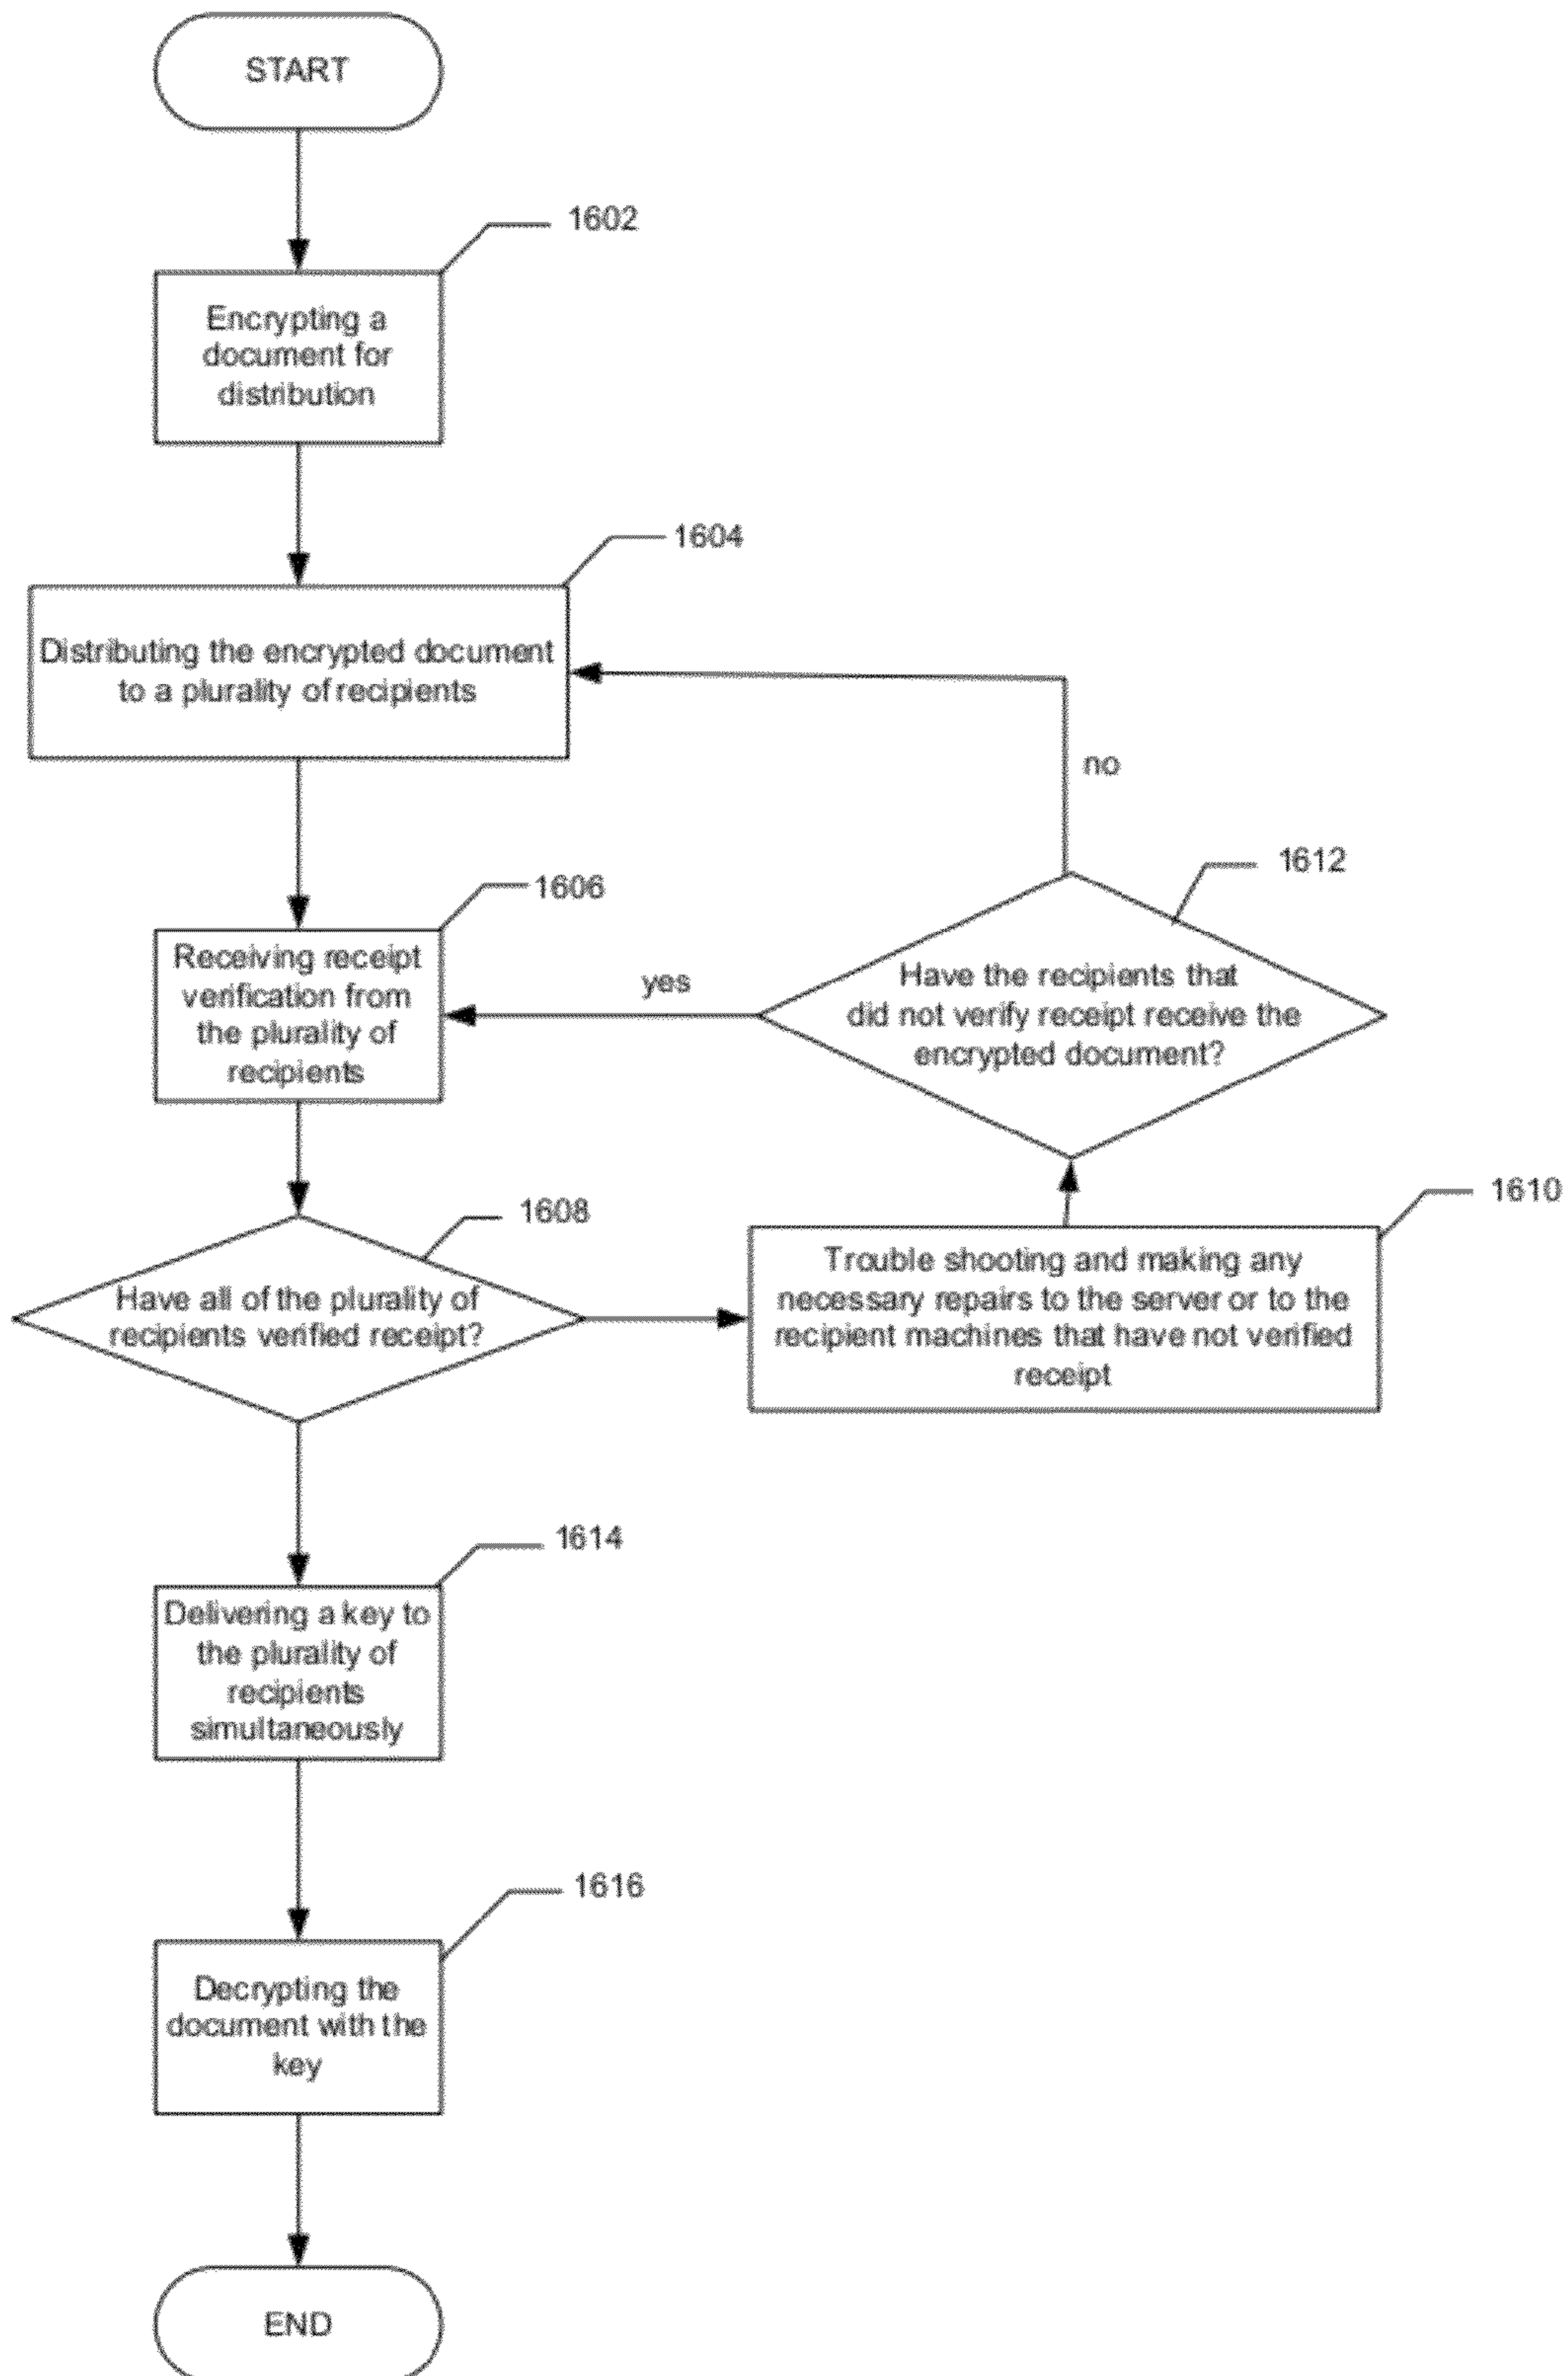 START
1602
Encrypting a
document for
distribution
1604
Distributing the encrypted document
to a plurality of recipients
no
1612
1606
Receiving receipt
verification from
the plurality of
recipients
yes
Have the recipients that
did not verify receipt receive the
encrypted document?
1608
Have all of the plurality of
recipients verified receipt?
1610
Trouble shooting and making any
necessary repairs to the server or to the
recipient machines that have not verified
receipt
1614
Delivering a key to
the plurality of
recipients
simultaneously
1616
Decrypting the
document with the
key
END